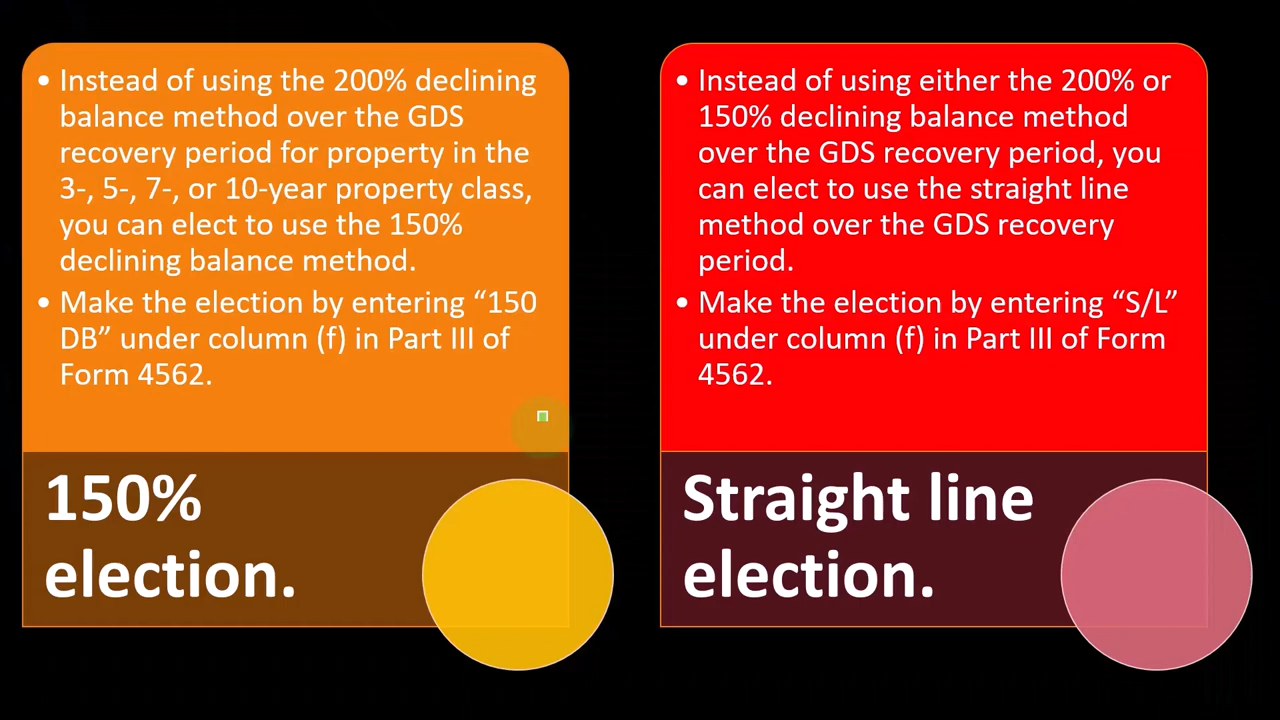 • Instead of using the 200% declining
balance method over the GDS
recovery period for property in the
3-, 5-, 7-, or 10-year property class,
you can elect to use the 150%
declining balance method.
• Make the election by entering “150
DB” under column (f) in Part III of
Form 4562.
150%
election.
• Instead of using either the 200% or
150% declining balance method
over the GDS recovery period, you
can elect to use the straight line
method over the GDS recovery
period.
• Make the election by entering “S/L”
under column (f) in Part III of Form
4562.
Straight line
election.